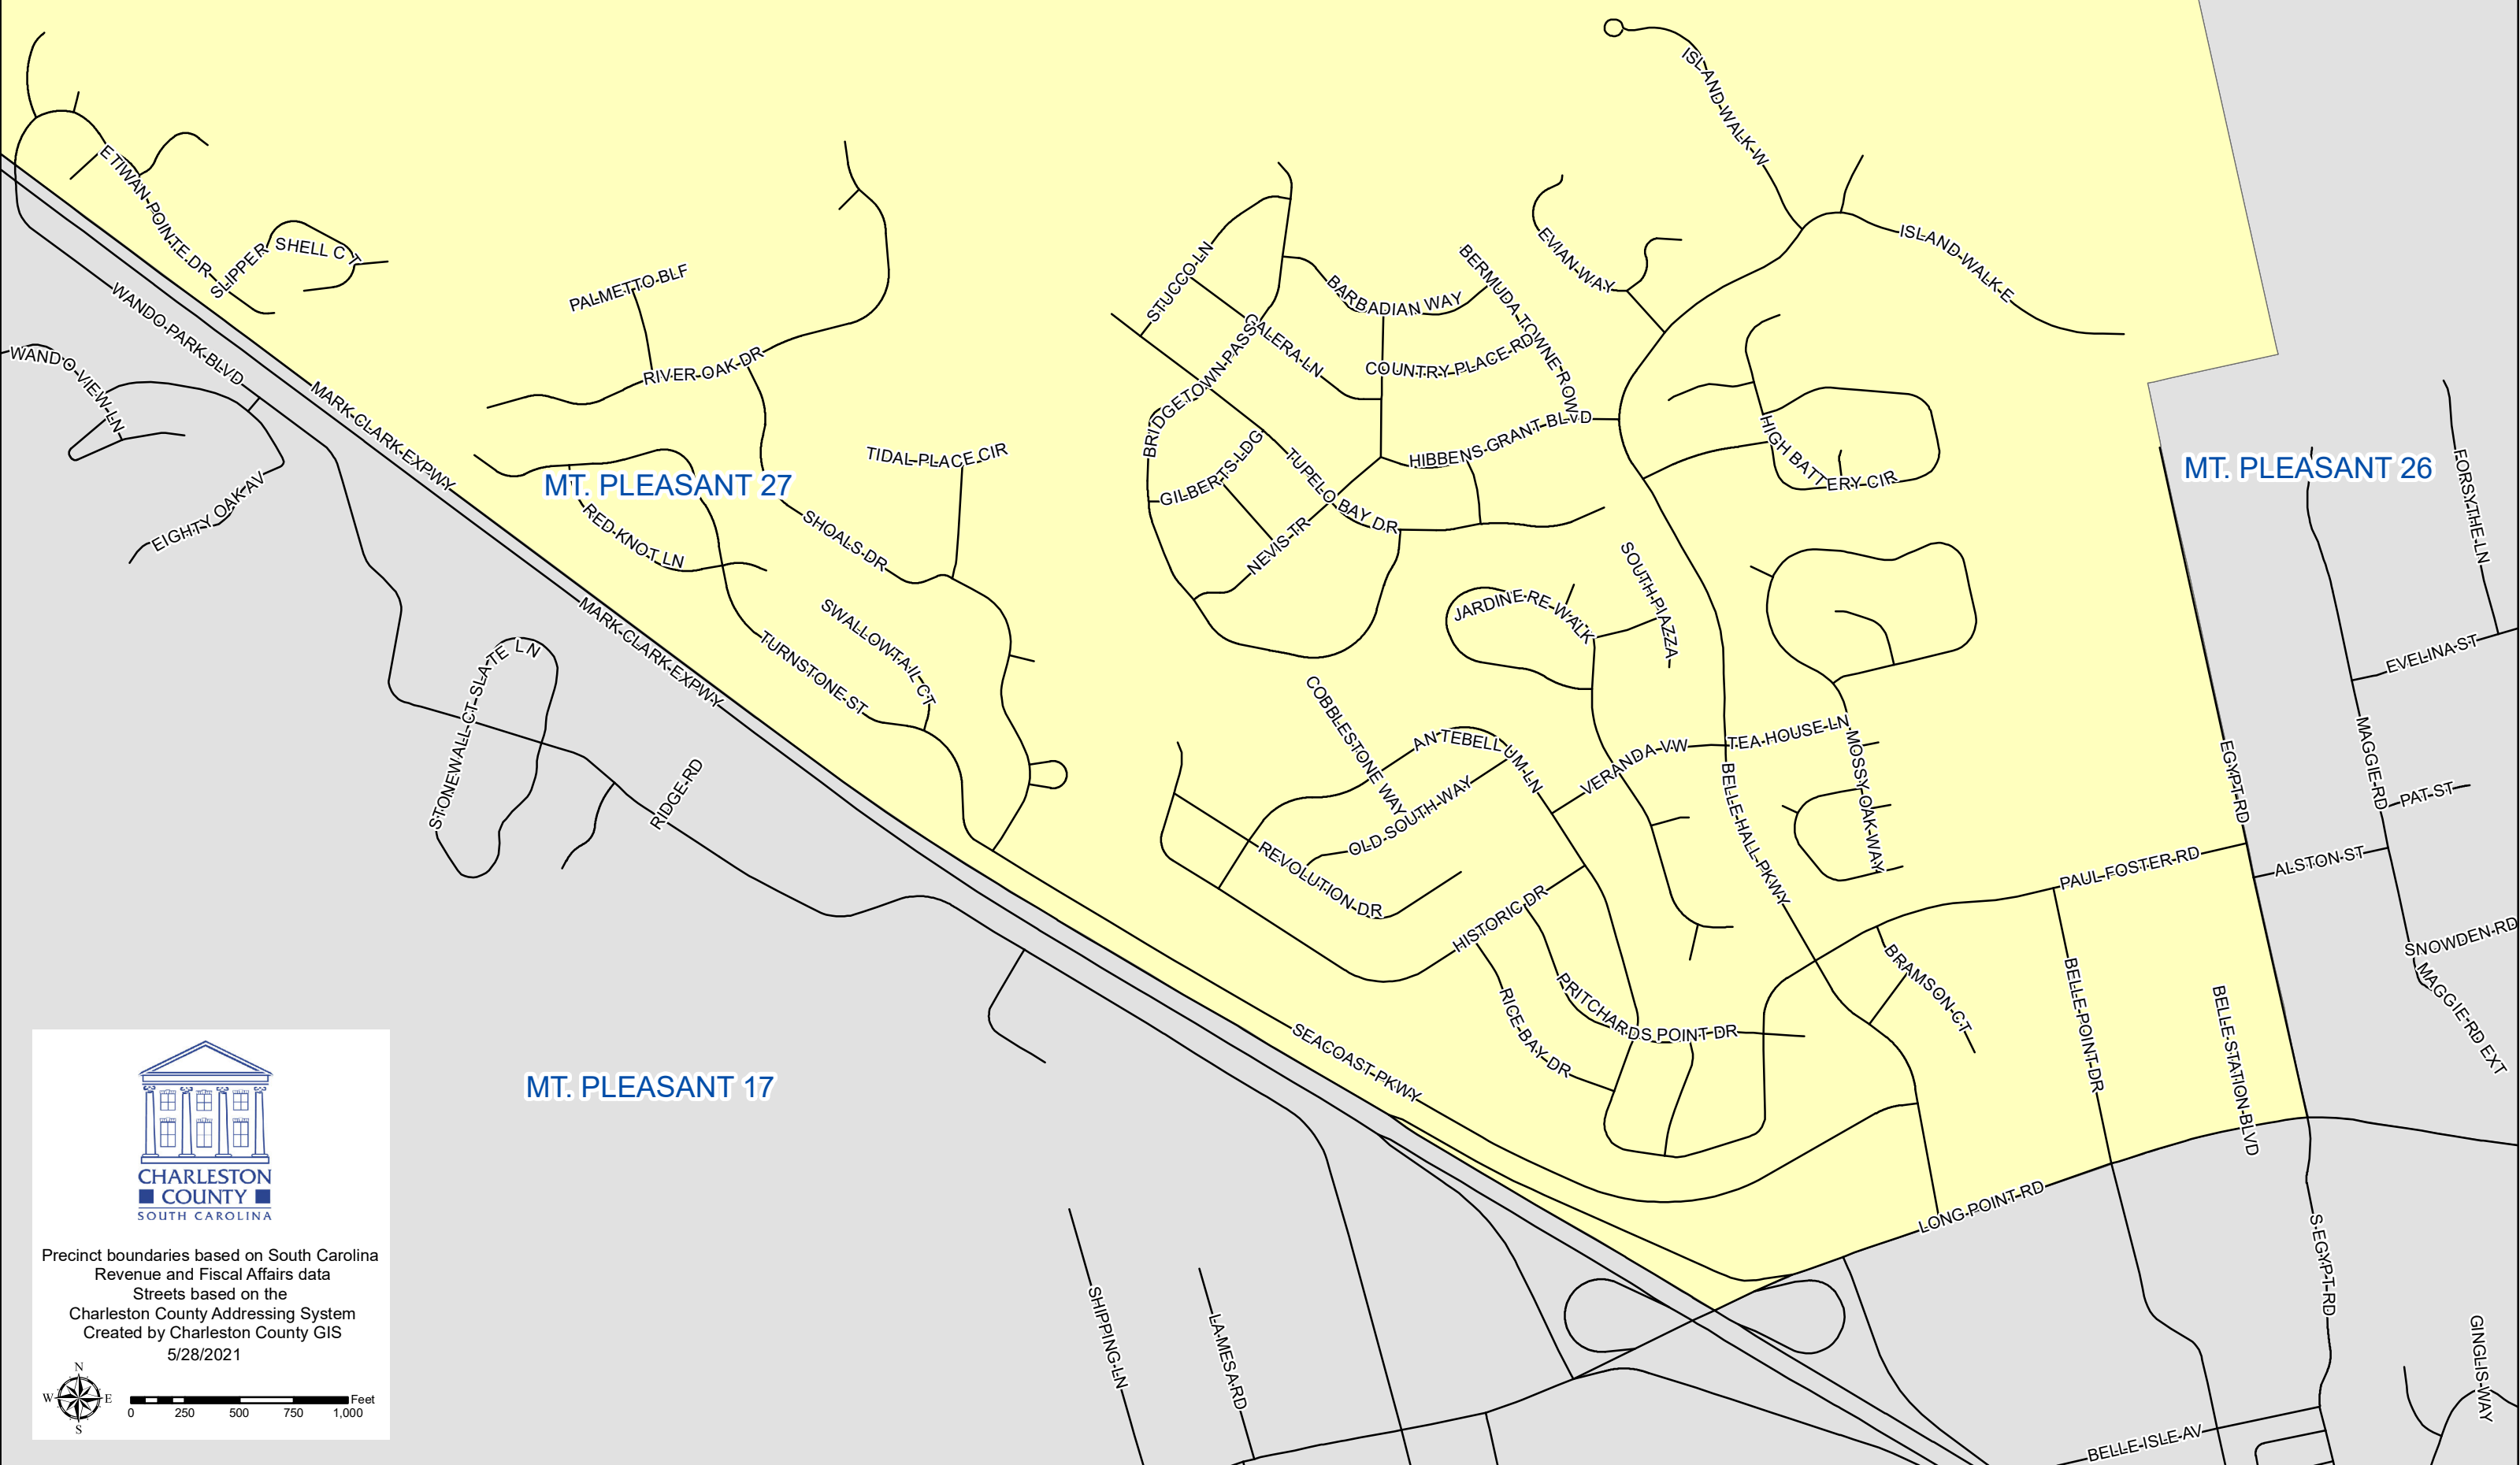 ISLAND WALK W
ETIWAN POINTE DR
SLIPPER SHELL CT
PALMETTO BLF
STUCCO LN
EVIAN WAY
ISLAND WALK E
BERMUDA TOWNE ROW
BARBADIAN WAY
WANDO PARK BLVD
WANDO VIEW LN
RIVER OAK DR
CALERA LN
COUNTRY PLACE RD
BRIDGETOWN PASS
MARK CLARK EXPWY
HIBBENS GRANT BLVD
HIGH BATTERY CIR
TIDAL PLACE CIR
GILBERTS LDG
TUPELO BAY DR
MT. PLEASANT 27
MT. PLEASANT 26
FORSYTHE LN
EIGHTY OAK AV
RED KNOT LN
SHOALS DR
NEVIS TR
SOUTH PIAZZA
JARDINE RE WALK
MARK CLARK EXPWY
SWALLOWTAIL CT
TURNSTONE ST
STONEWALL CT
SLATE LN
EVELINA ST
COBBLESTONE WAY
ANTEBELLUM LN
VERANDA VW
TEA HOUSE LN
MOSSY OAK WAY
MAGGIE RD
EGYPT RD
PAT ST
RIDGE RD
OLD SOUTH WAY
BELLE HALL PKWY
REVOLUTION DR
PAUL FOSTER RD
ALSTON ST
HISTORIC DR
SNOWDEN RD
MAGGIE RD EXT
BRAMSON CT
BELLE POINT DR
BELLE STATION BLVD
RICE BAY DR
PRITCHARDS POINT DR
SEACOAST PKWY
MT. PLEASANT 17
LONG POINT RD
S EGYPT RD
SHIPPING LN
LA MESA RD
GINGLIS WAY
BELLE ISLE AV
CHARLESTON
COUNTY
SOUTH CAROLINA
Precinct boundaries based on South Carolina
Revenue and Fiscal Affairs data
Streets based on the
Charleston County Addressing System
Created by Charleston County GIS
5/28/2021
N
W E
S
Feet
0 250 500 750 1,000